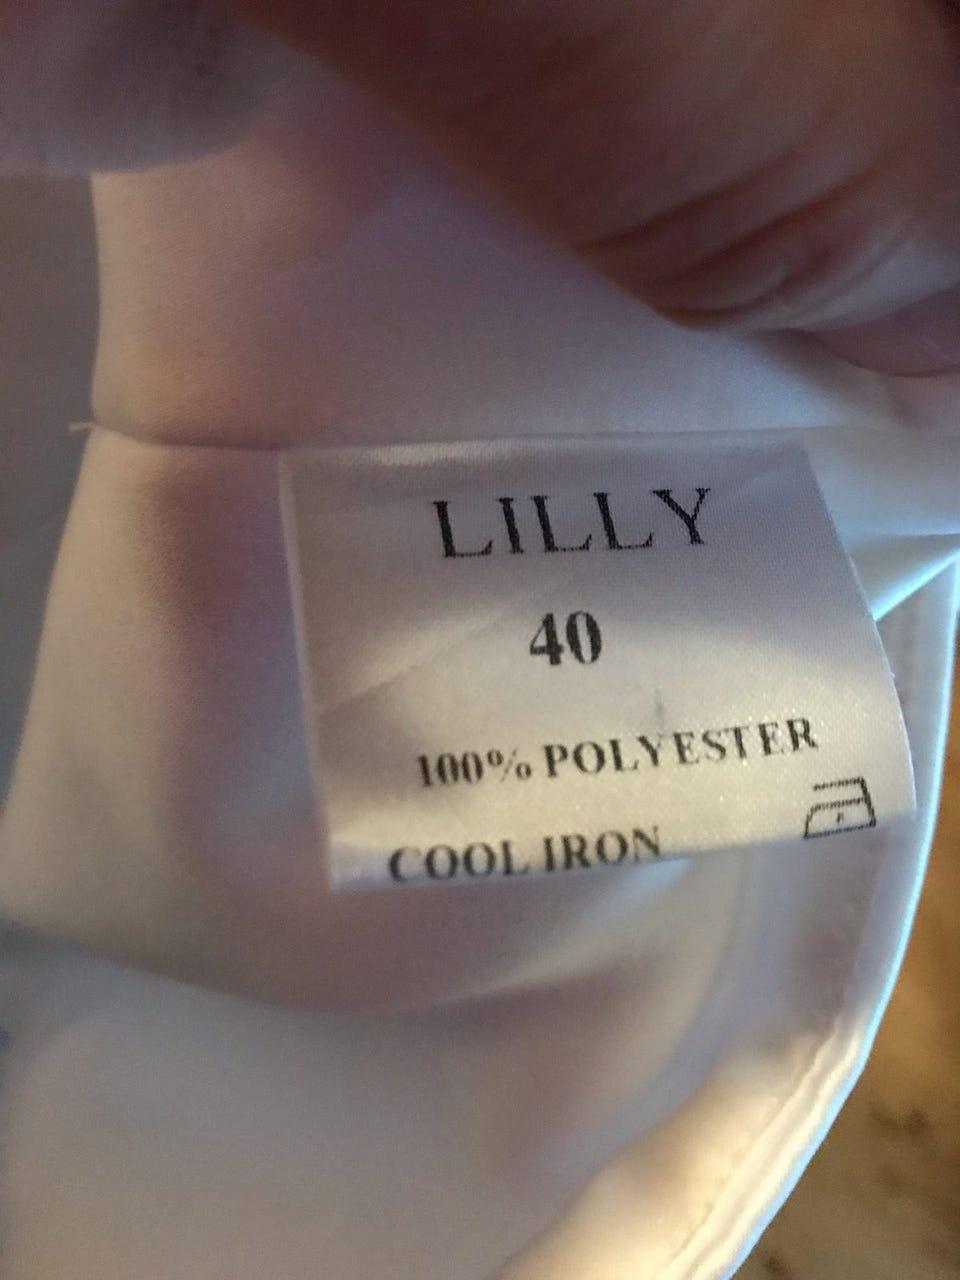 LILLY
40
100% POLYESTER
COOL IRON